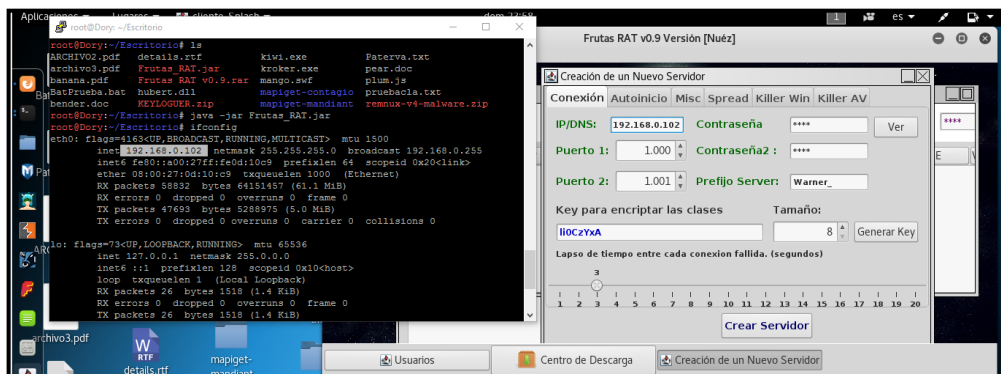 Aplicaciones
Lugares
cliente_Splash
dom 23:58
1
es
root@Dory: ~/Escritorio
root@Dory:~/Escritorio# ls
ARCHIVO2.pdf details.rtf kiwi.exe Paterva.txt
archivo3.pdf Frutas_RAT.jar kroker.exe pear.doc
banana.pdf Frutas RAT v0.9.rar mango.swf plum.js
BatPrueba.bat hubert.dll mapiget-contagio pruebacla.txt
bender.doc KEYLOGUER.zip mapiget-mandiant remnux-v4-malware.zip
root@Dory:~/Escritorio# java -jar Frutas_RAT.jar
root@Dory:~/Escritorio# ifconfig
eth0: flags=4163<UP,BROADCAST,RUNNING,MULTICAST> mtu 1500
inet 192.168.0.102 netmask 255.255.255.0 broadcast 192.168.0.255
inet6 fe80::a00:27ff:fe0d:10c9 prefixlen 64 scopeid 0x20<link>
ether 08:00:27:0d:10:c9 txqueuelen 1000 (Ethernet)
RX packets 58832 bytes 64151457 (61.1 MiB)
RX errors 0 dropped 0 overruns 0 frame 0
TX packets 47693 bytes 5288975 (5.0 MiB)
TX errors 0 dropped 0 overruns 0 carrier 0 collisions 0
lo: flags=73<UP,LOOPBACK,RUNNING> mtu 65536
inet 127.0.0.1 netmask 255.0.0.0
inet6 ::1 prefixlen 128 scopeid 0x10<host>
loop txqueuelen 1 (Local Loopback)
RX packets 26 bytes 1518 (1.4 KiB)
RX errors 0 dropped 0 overruns 0 frame 0
TX packets 26 bytes 1518 (1.4 KiB)
Frutas RAT v0.9 Versión [Nuéz]
Creación de un Nuevo Servidor
Conexión Autoinicio Misc Spread Killer Win Killer AV
IP/DNS: 192.168.0.102 Contraseña **** Ver
Puerto 1: 1.000 Contraseña2 : ****
Puerto 2: 1.001 Prefijo Server: Warner_
Key para encriptar las clases Tamaño:
8 Generar Key
Lapso de tiempo entre cada conexion fallida. (segundos)
3
1 2 3 4 5 6 7 8 9 10 11 12 13 14 15 16 17 18 19 20
Crear Servidor
****
E
chivo3.pdf
RTF
details.rtf
mapiget-
mandiant
Usuarios
Centro de Descarga
Creación de un Nuevo Servidor